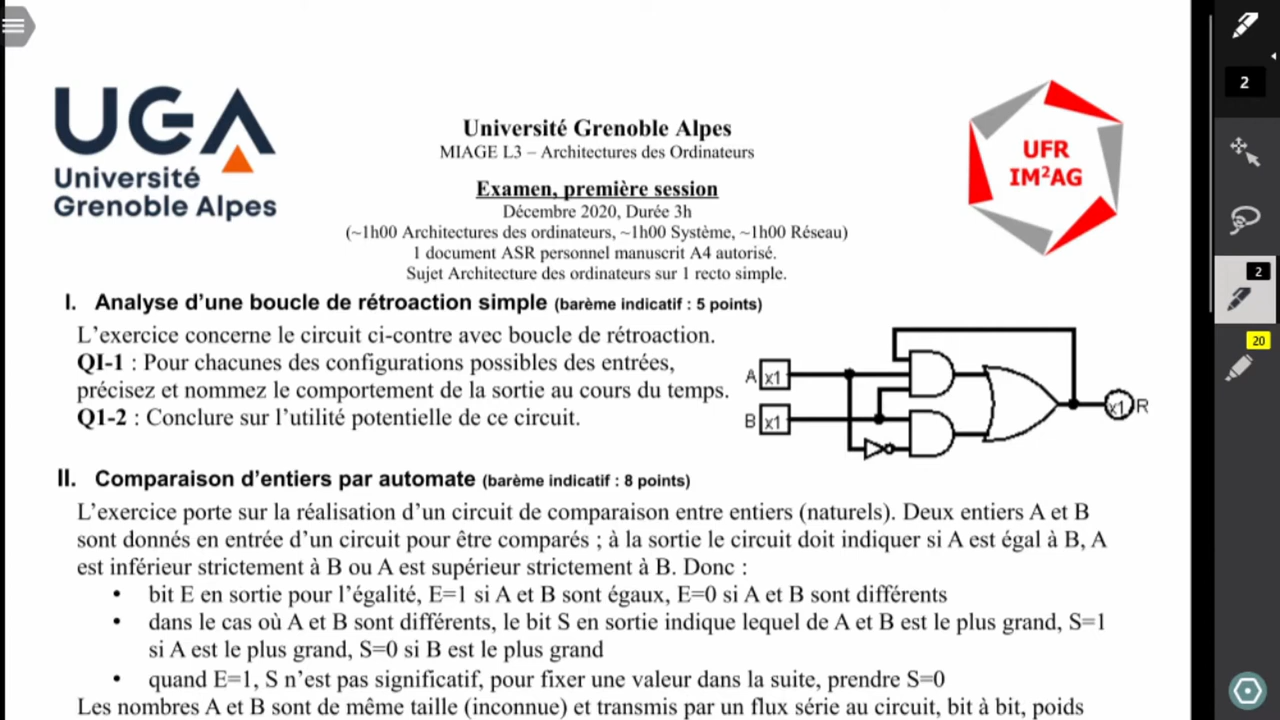 2
UGA
Université
Grenoble Alpes
Université Grenoble Alpes
MIAGE L3 – Architectures des Ordinateurs
Examen, première session
Décembre 2020, Durée 3h
(~1h00 Architectures des ordinateurs, ~1h00 Système, ~1h00 Réseau)
1 document ASR personnel manuscrit A4 autorisé.
Sujet Architecture des ordinateurs sur 1 recto simple.
UFR
IM²AG
2
20
I. Analyse d’une boucle de rétroaction simple (barème indicatif : 5 points)
L’exercice concerne le circuit ci-contre avec boucle de rétroaction.
QI-1 : Pour chacunes des configurations possibles des entrées,
précisez et nommez le comportement de la sortie au cours du temps.
Q1-2 : Conclure sur l’utilité potentielle de ce circuit.
A x1
B x1
x1 R
II. Comparaison d’entiers par automate (barème indicatif : 8 points)
L’exercice porte sur la réalisation d’un circuit de comparaison entre entiers (naturels). Deux entiers A et B
sont donnés en entrée d’un circuit pour être comparés ; à la sortie le circuit doit indiquer si A est égal à B, A
est inférieur strictement à B ou A est supérieur strictement à B. Donc :
• bit E en sortie pour l’égalité, E=1 si A et B sont égaux, E=0 si A et B sont différents
• dans le cas où A et B sont différents, le bit S en sortie indique lequel de A et B est le plus grand, S=1
si A est le plus grand, S=0 si B est le plus grand
• quand E=1, S n’est pas significatif, pour fixer une valeur dans la suite, prendre S=0
Les nombres A et B sont de même taille (inconnue) et transmis par un flux série au circuit, bit à bit, poids